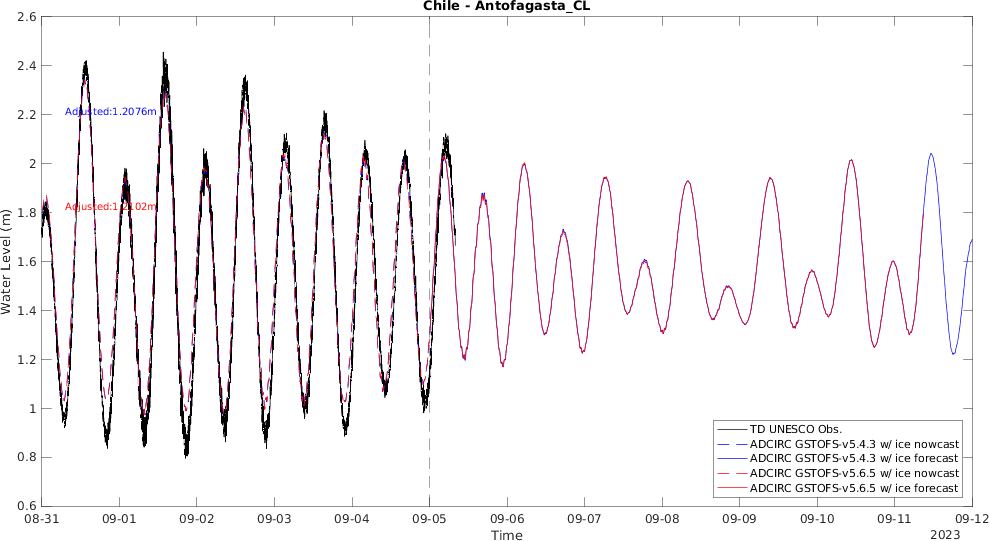 Chile - Antofagasta_CL
2.6
2.4
2.2
2
1.8
1.6
1.4
1.2
1
0.8
0.6
Water Level (m)
Adjusted:1.2076m
Adjusted:1.2102m
TD UNESCO Obs.
ADCIRC GSTOFS-v5.4.3 w/ ice nowcast
ADCIRC GSTOFS-v5.4.3 w/ ice forecast
ADCIRC GSTOFS-v5.6.5 w/ ice nowcast
ADCIRC GSTOFS-v5.6.5 w/ ice forecast
08-31 09-01 09-02 09-03 09-04 09-05 09-06 09-07 09-08 09-09 09-10 09-11 09-12
Time
2023